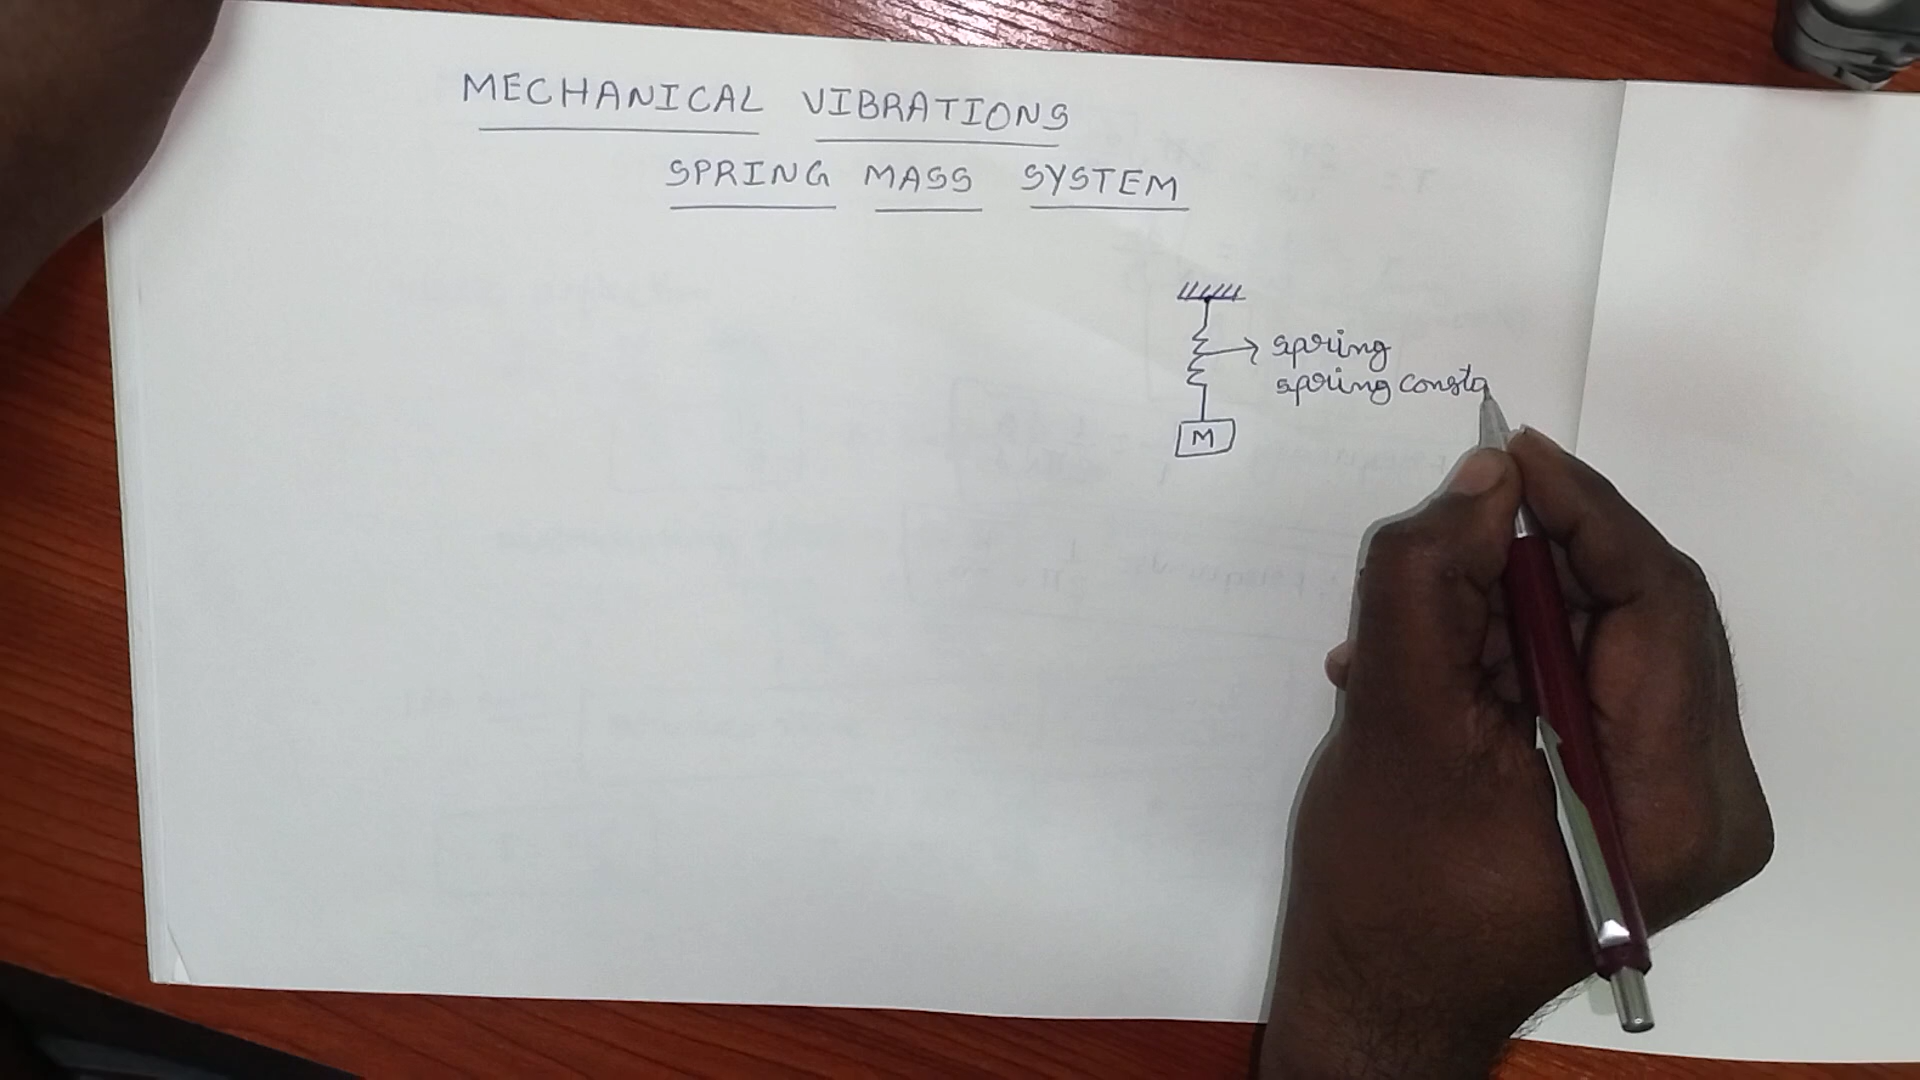 MECHANICAL VIBRATIONS
SPRING MASS SYSTEM
spring
spring consta
M